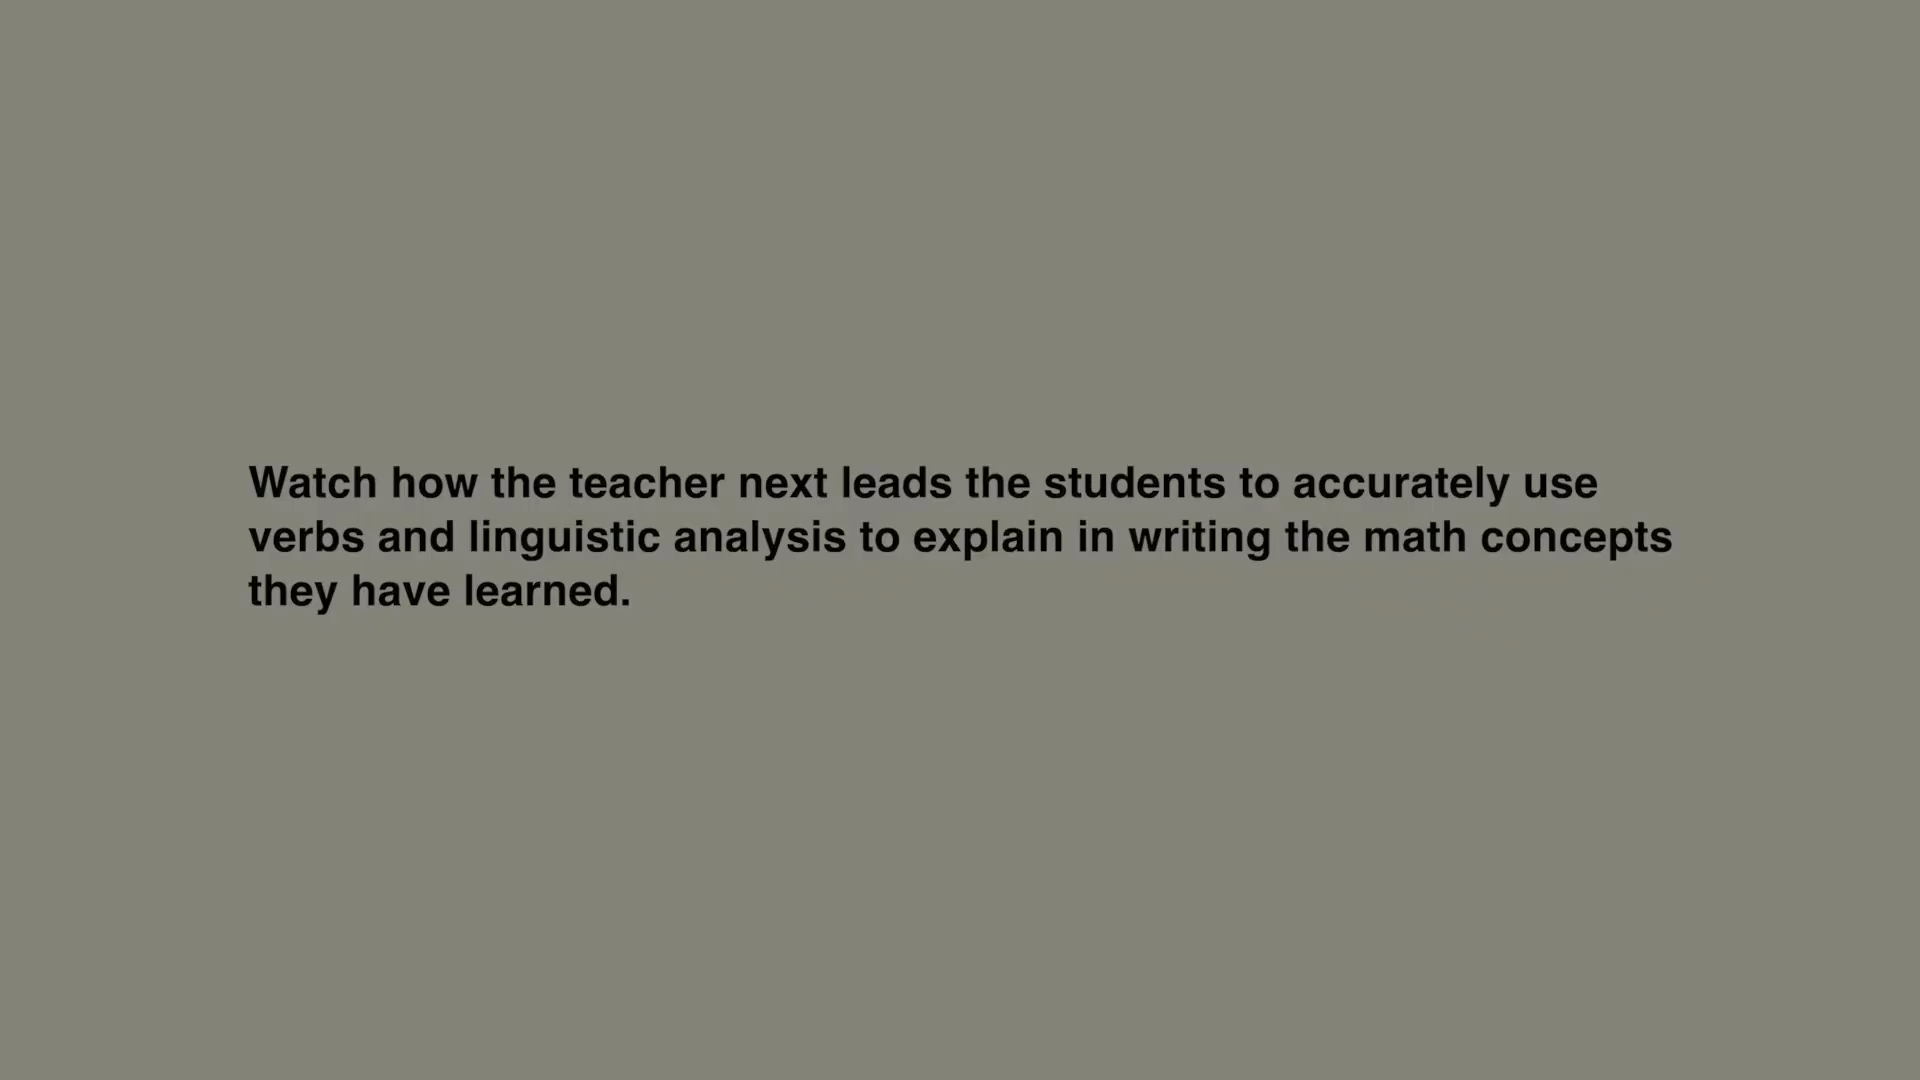 Watch how the teacher next leads the students to accurately use
verbs and linguistic analysis to explain in writing the math concepts
they have learned.